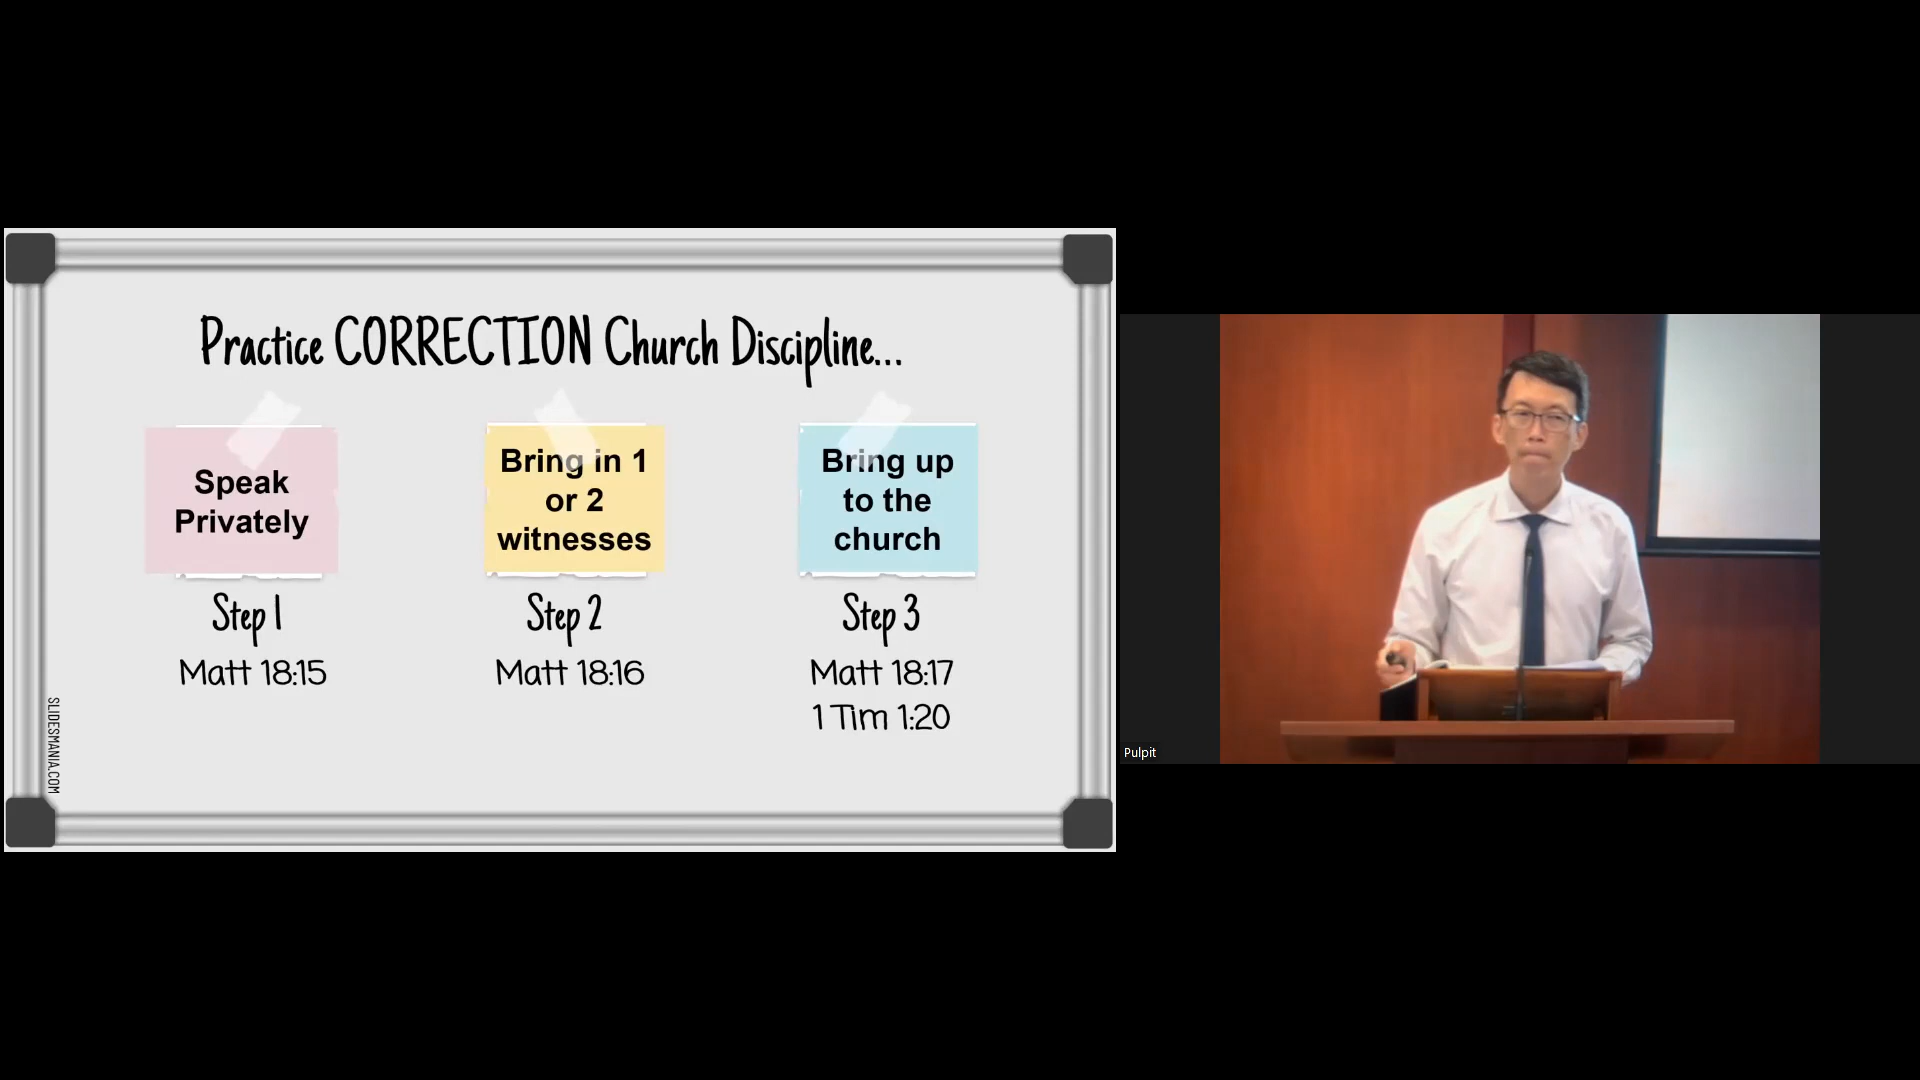 Practice CORRECTION Church Discipline...
Speak
Privately
Step 1
Matt 18:15
Bring in 1
or 2
witnesses
Step 2
Matt 18:16
Bring up
to the
church
Step 3
Matt 18:17
1 Tim 1:20
SLIDESMANIA.COM
Pulpit